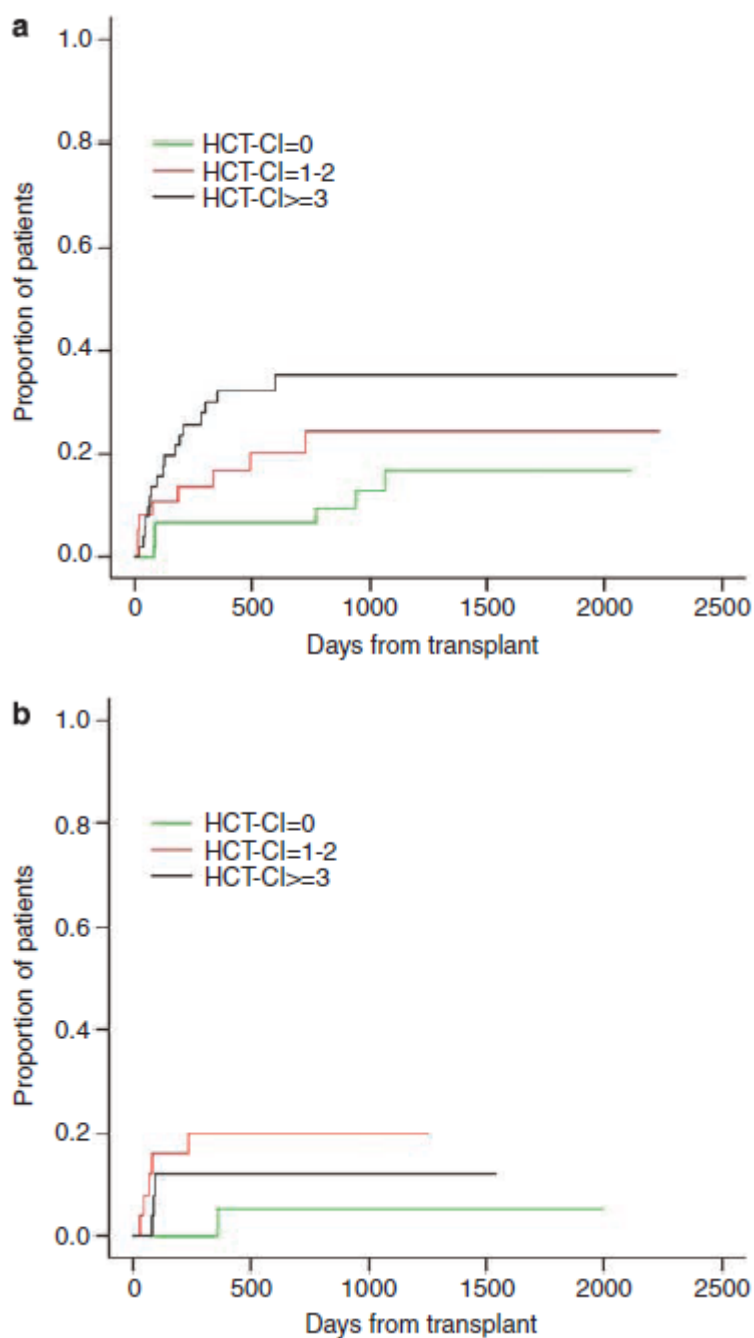 a
1.0
0.8
0.6
0.4
0.2
0.0
Proportion of patients
HCT-CI=0
HCT-CI=1-2
HCT-CI>=3
0 500 1000 1500 2000 2500
Days from transplant
b
1.0
0.8
0.6
0.4
0.2
0.0
Proportion of patients
HCT-CI=0
HCT-CI=1-2
HCT-CI>=3
0 500 1000 1500 2000 2500
Days from transplant